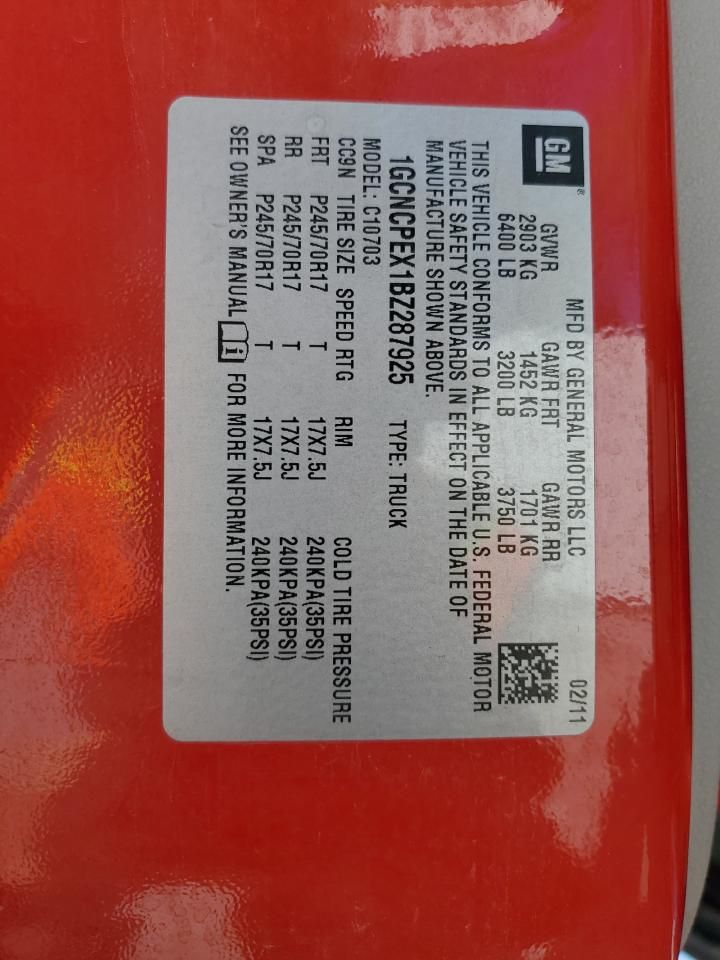 GM®
MFD BY GENERAL MOTORS LLC 02/11
GVWR GAWR FRT GAWR RR
2903 KG 1452 KG 1701 KG
6400 LB 3200 LB 3750 LB
THIS VEHICLE CONFORMS TO ALL APPLICABLE U.S. FEDERAL MOTOR
VEHICLE SAFETY STANDARDS IN EFFECT ON THE DATE OF
MANUFACTURE SHOWN ABOVE.
1GCNCPEX1BZ287925 TYPE: TRUCK
MODEL: C10703
CC9N TIRE SIZE SPEED RTG RIM COLD TIRE PRESSURE
FRT P245/70R17 T 17X7.5J 240KPA(35PSI)
RR P245/70R17 T 17X7.5J 240KPA(35PSI)
SPA P245/70R17 T 17X7.5J 240KPA(35PSI)
SEE OWNER'S MANUAL i FOR MORE INFORMATION.